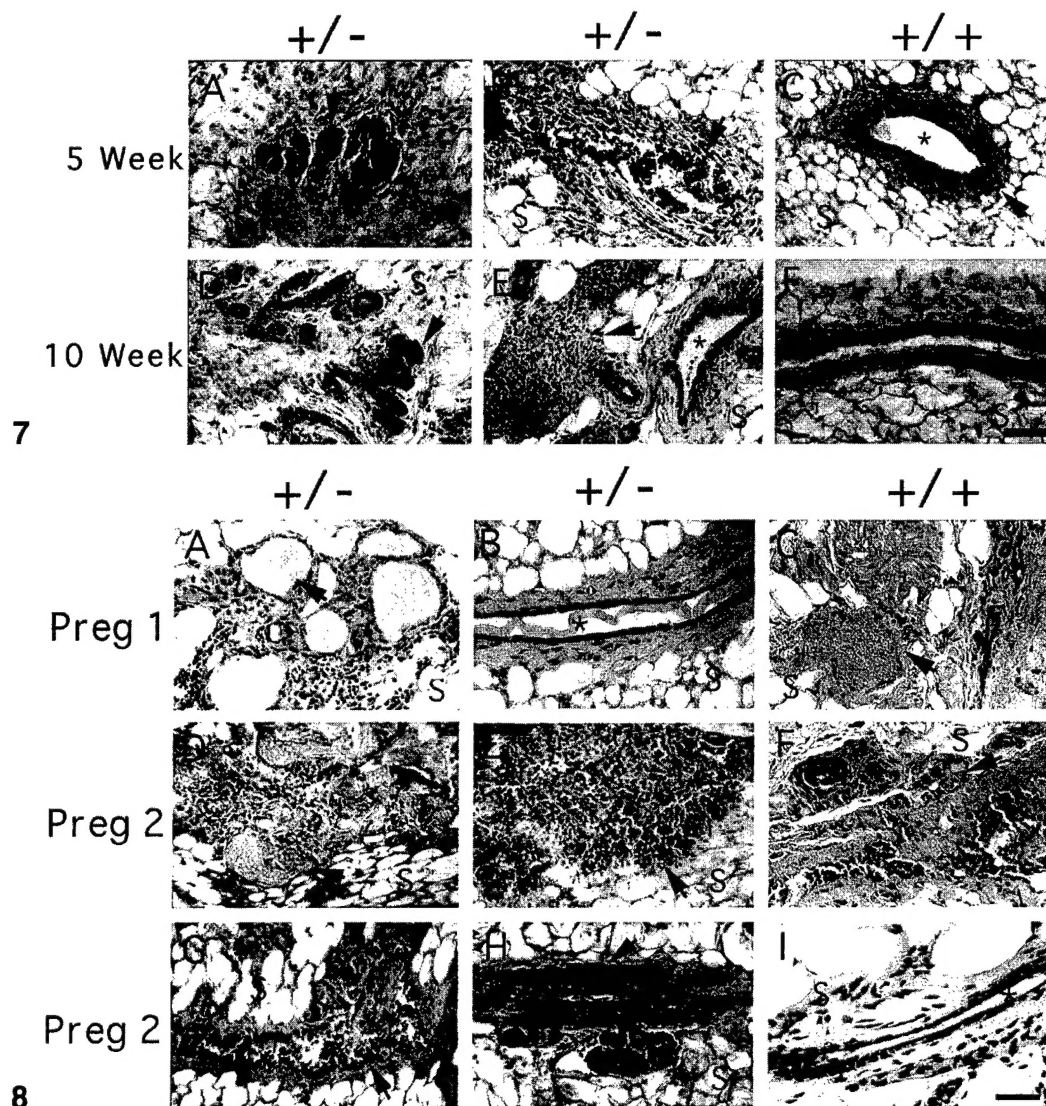 +/- +/- +/+
5 Week A B C * S S
10 Week D S E * S F S
7
+/- +/- +/+
Preg 1 A S B * S C S
Preg 2 D S E S F S
Preg 2 G H S I S
8